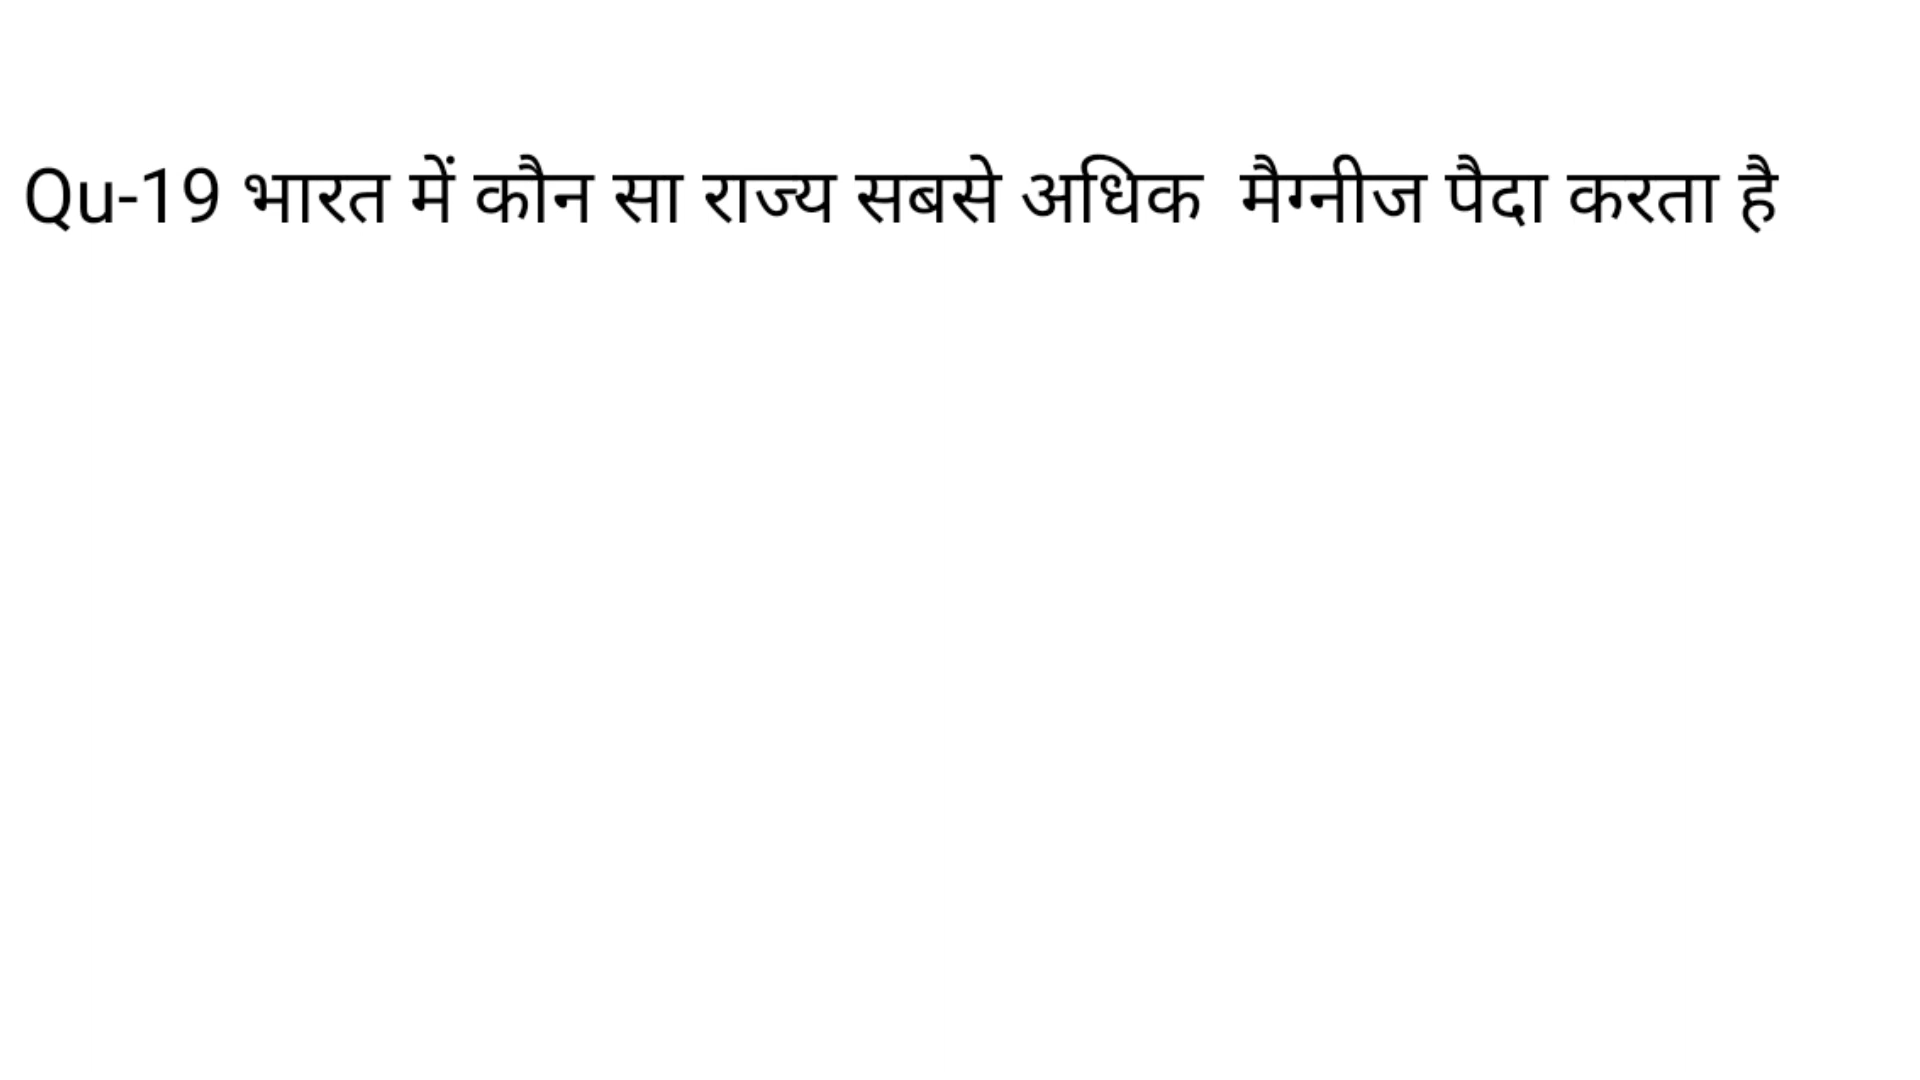 Qu-19 भारत में कौन सा राज्य सबसे अधिक  मैग्नीज पैदा करता है